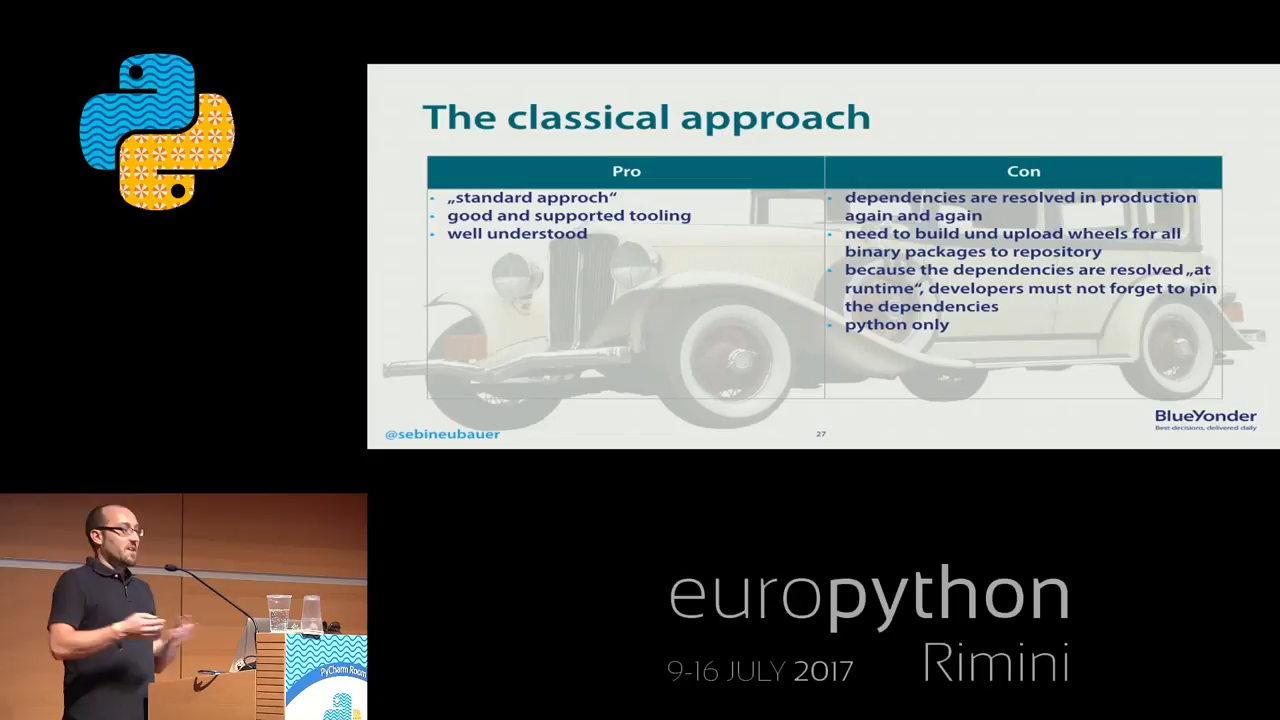 The classical approach
Pro
Con
„standard approch“
good and supported tooling
well understood
dependencies are resolved in production
again and again
need to build und upload wheels for all
binary packages to repository
because the dependencies are resolved „at
runtime“, developers must not forget to pin
the dependencies
python only
@sebineubauer
27
BlueYonder
Best decisions, delivered daily
PyCharm Room
europython
Rimini
9-16 JULY 2017